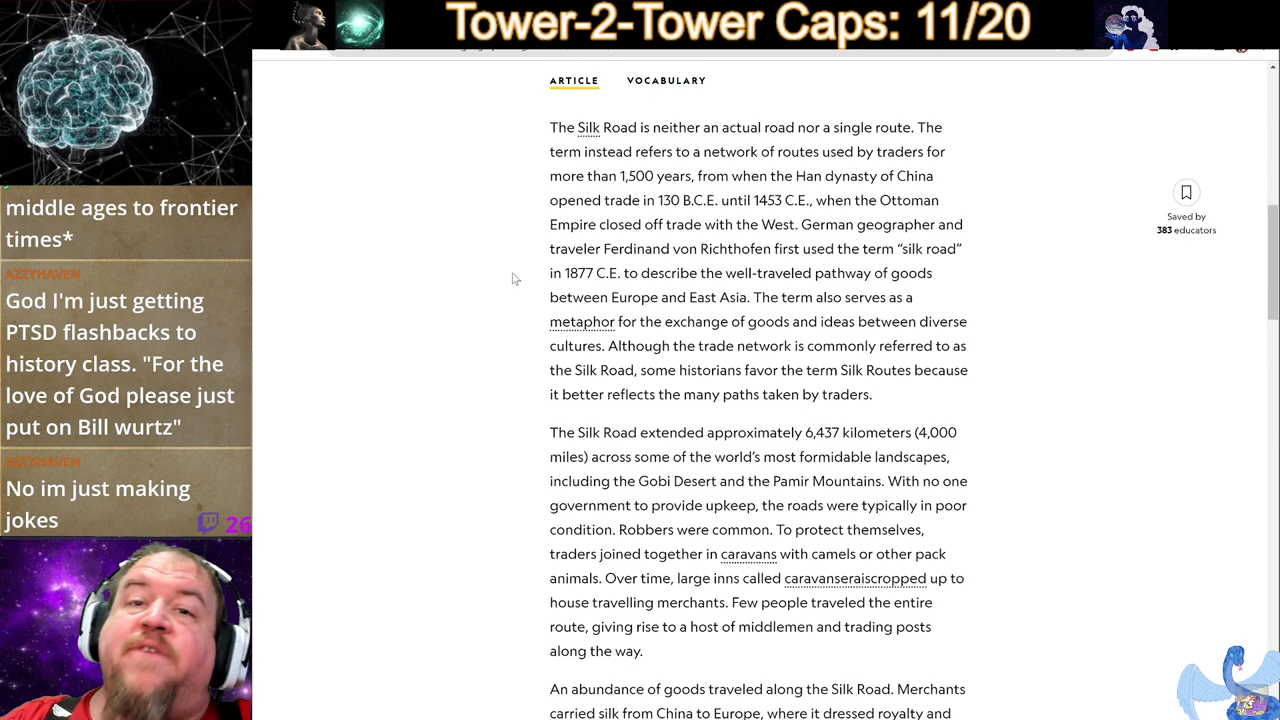 Tower-2-Tower Caps: 11/20
middle ages to frontier
times*
AZZYHAVEN
God I'm just getting
PTSD flashbacks to
history class. "For the
love of God please just
put on Bill wurtz"
AZZYHAVEN
No im just making
jokes
26
ARTICLE VOCABULARY
The Silk Road is neither an actual road nor a single route. The
term instead refers to a network of routes used by traders for
more than 1,500 years, from when the Han dynasty of China
opened trade in 130 B.C.E. until 1453 C.E., when the Ottoman
Empire closed off trade with the West. German geographer and
traveler Ferdinand von Richthofen first used the term “silk road”
in 1877 C.E. to describe the well-traveled pathway of goods
between Europe and East Asia. The term also serves as a
metaphor for the exchange of goods and ideas between diverse
cultures. Although the trade network is commonly referred to as
the Silk Road, some historians favor the term Silk Routes because
it better reflects the many paths taken by traders.
The Silk Road extended approximately 6,437 kilometers (4,000
miles) across some of the world’s most formidable landscapes,
including the Gobi Desert and the Pamir Mountains. With no one
government to provide upkeep, the roads were typically in poor
condition. Robbers were common. To protect themselves,
traders joined together in caravans with camels or other pack
animals. Over time, large inns called caravanseraiscropped up to
house travelling merchants. Few people traveled the entire
route, giving rise to a host of middlemen and trading posts
along the way.
An abundance of goods traveled along the Silk Road. Merchants
carried silk from China to Europe, where it dressed royalty and
Saved by
383 educators